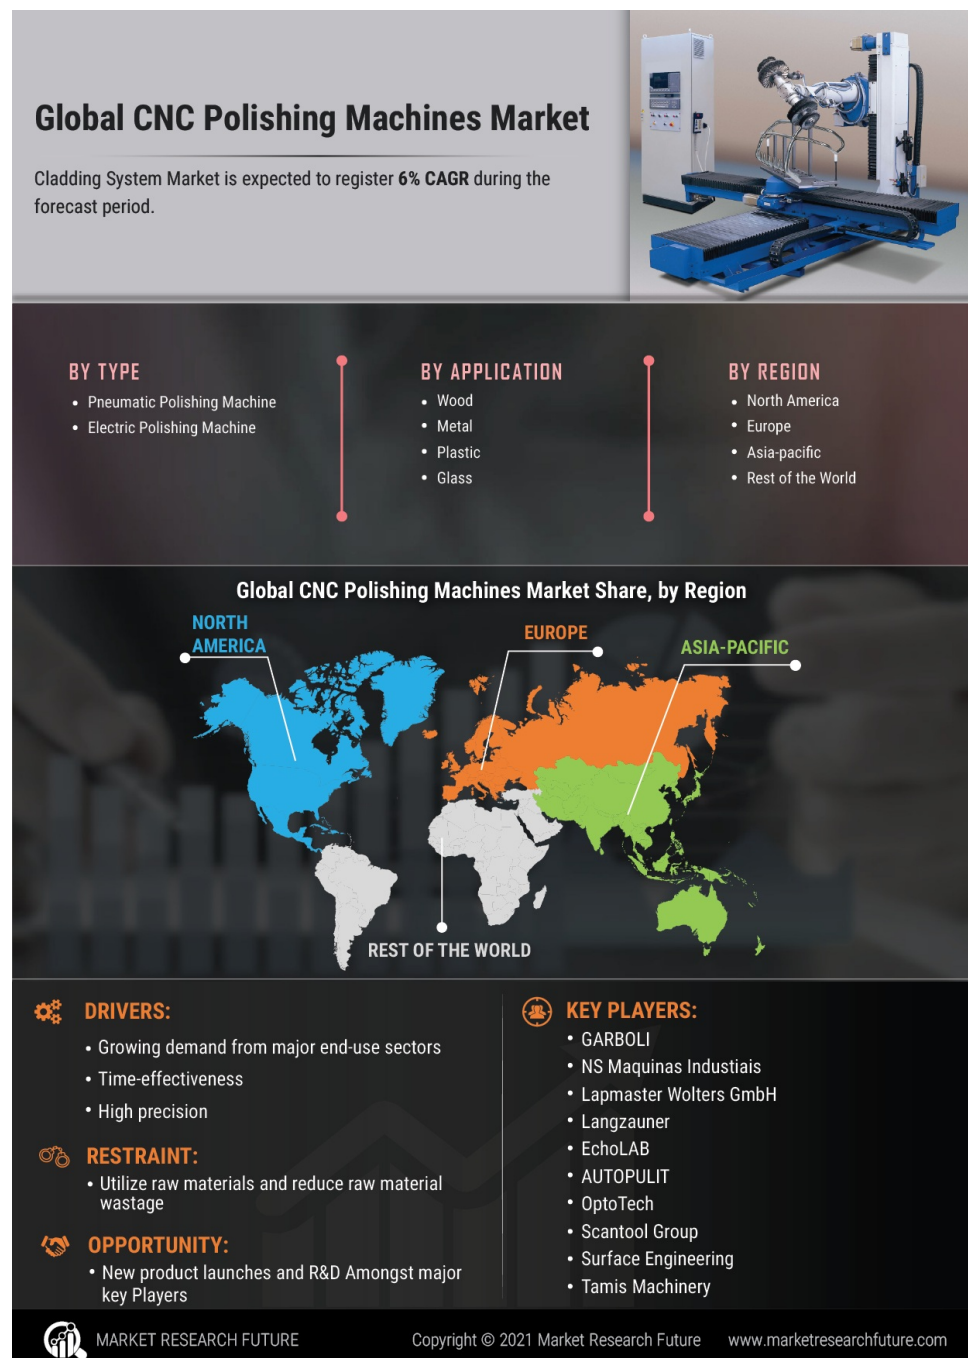 Global CNC Polishing Machines Market
Cladding System Market is expected to register 6% CAGR during the
forecast period.
BY TYPE
• Pneumatic Polishing Machine
• Electric Polishing Machine
BY APPLICATION
• Wood
• Metal
• Plastic
• Glass
BY REGION
• North America
• Europe
• Asia-pacific
• Rest of the World
Global CNC Polishing Machines Market Share, by Region
NORTH
AMERICA
EUROPE
ASIA-PACIFIC
REST OF THE WORLD
DRIVERS:
• Growing demand from major end-use sectors
• Time-effectiveness
• High precision
RESTRAINT:
• Utilize raw materials and reduce raw material
wastage
OPPORTUNITY:
• New product launches and R&D Amongst major
key Players
KEY PLAYERS:
• GARBOLI
• NS Maquinas Industiais
• Lapmaster Wolters GmbH
• Langzauner
• EchoLAB
• AUTOPULIT
• OptoTech
• Scantool Group
• Surface Engineering
• Tamis Machinery
MARKET RESEARCH FUTURE
Copyright © 2021 Market Research Future
www.marketresearchfuture.com